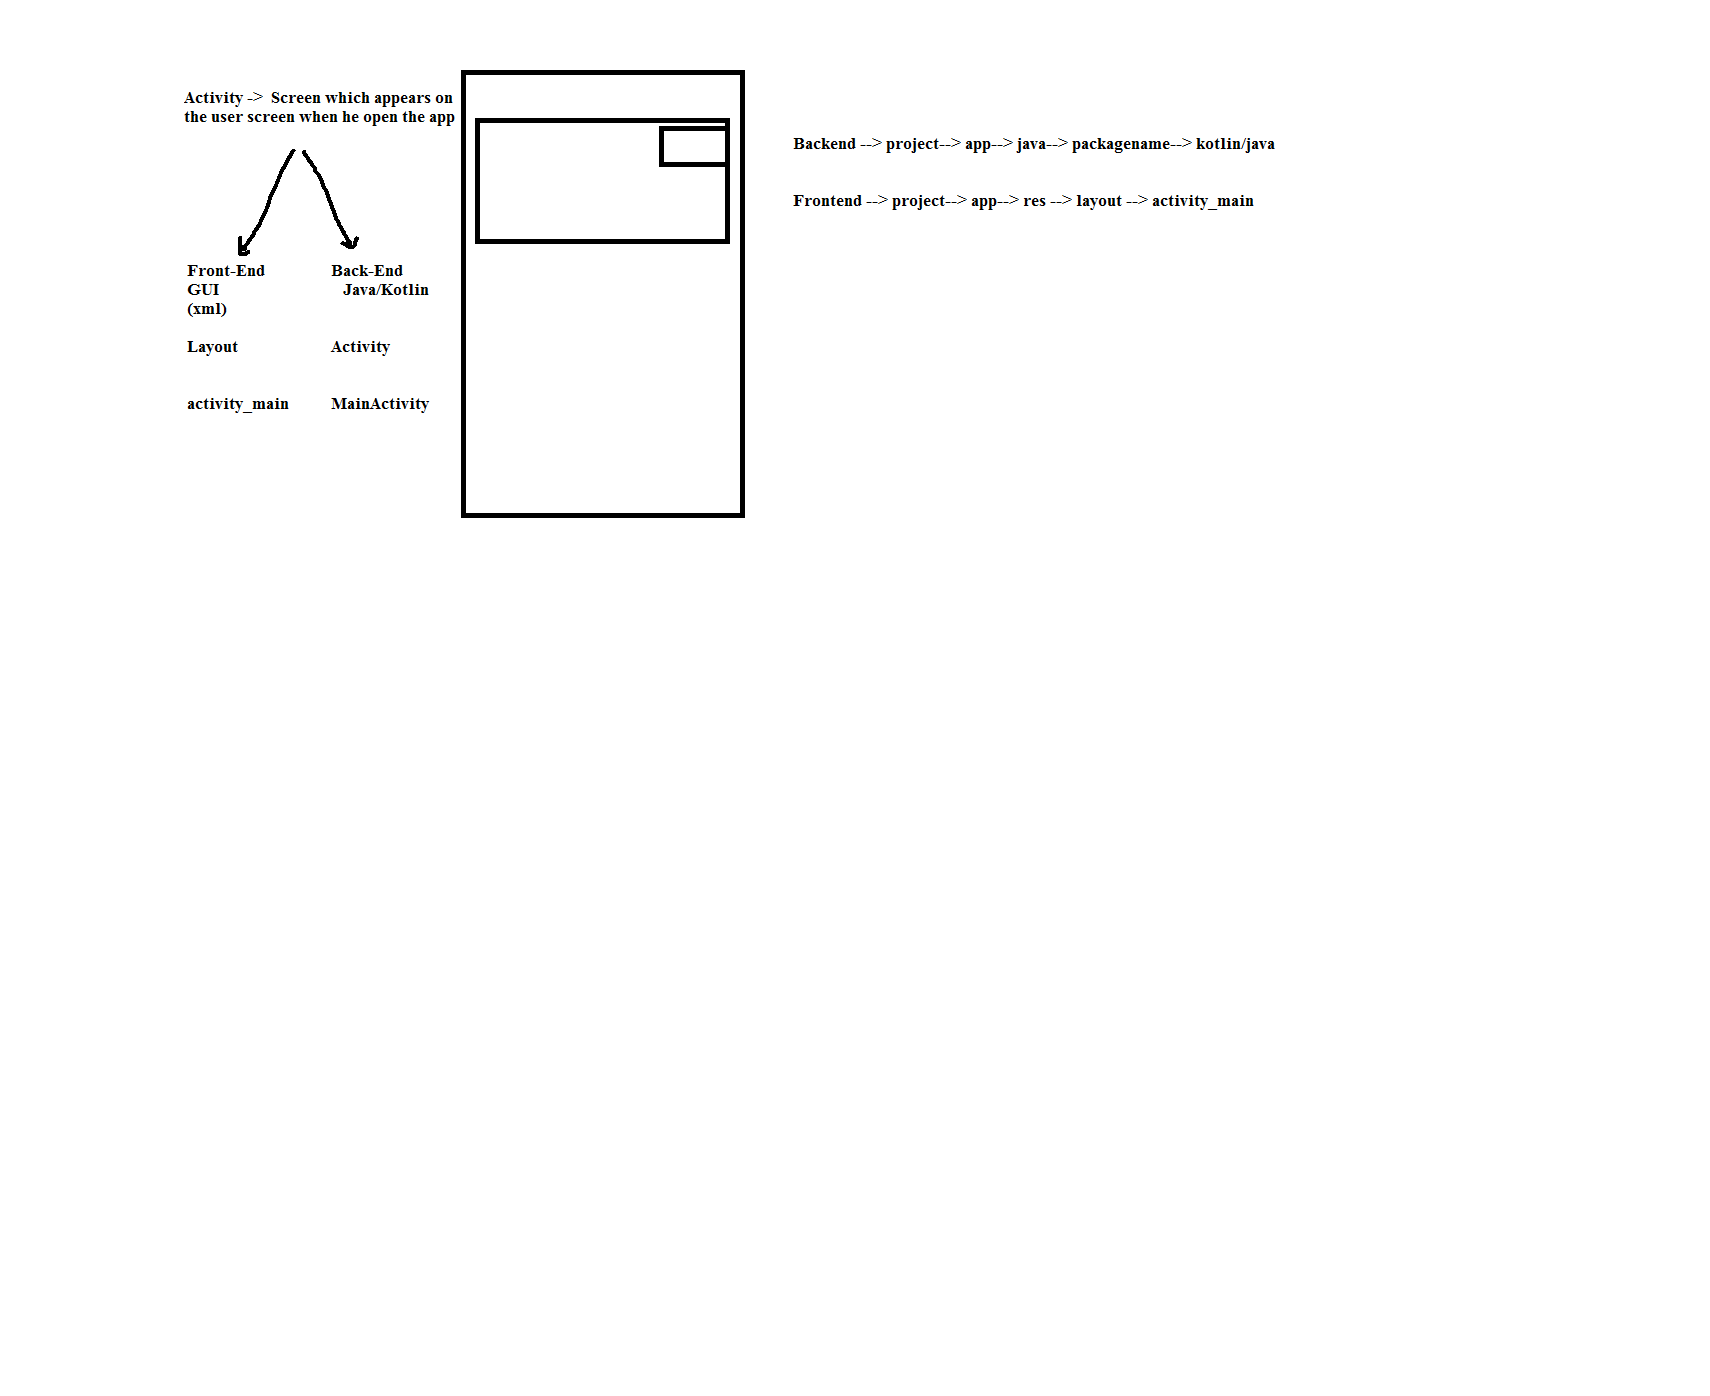 Activity -> Screen which appears on
the user screen when he open the app
Front-End
GUI
(xml)
Layout
activity_main
Back-End
Java/Kotlin
Activity
MainActivity
Backend --> project--> app--> java--> packagename--> kotlin/java
Frontend --> project--> app--> res --> layout --> activity_main